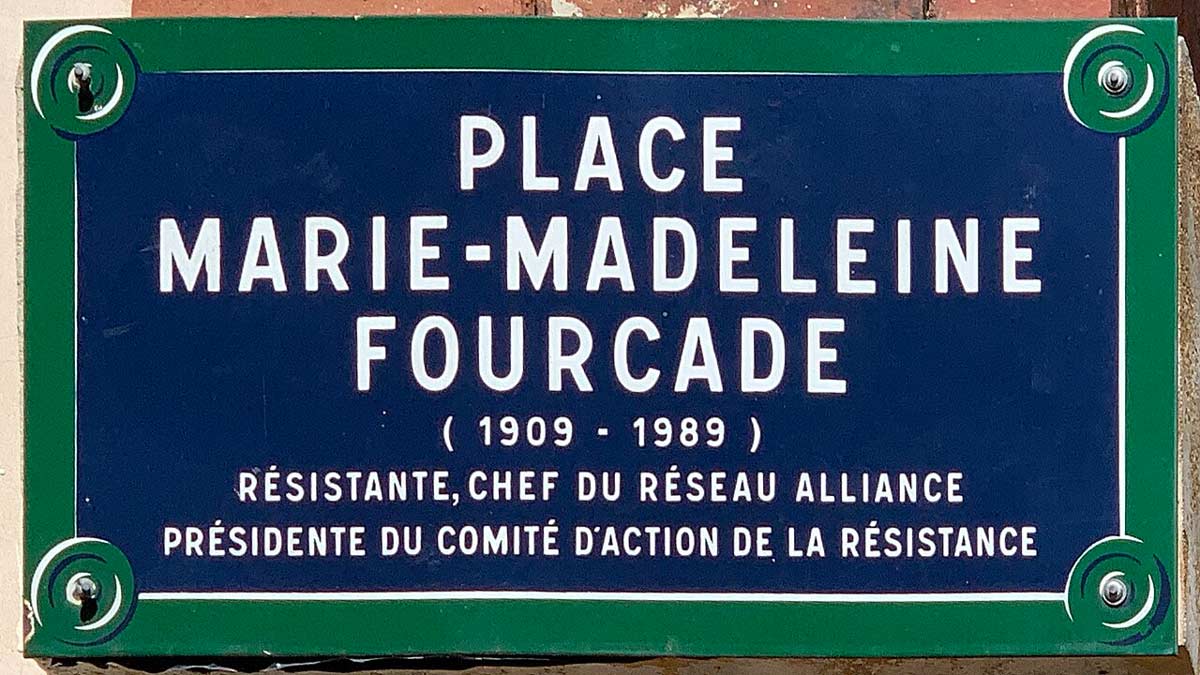 PLACE
MARIE-MADELEINE
FOURCADE
( 1909 - 1989 )
RÉSISTANTE, CHEF DU RÉSEAU ALLIANCE
PRÉSIDENTE DU COMITÉ D'ACTION DE LA RÉSISTANCE